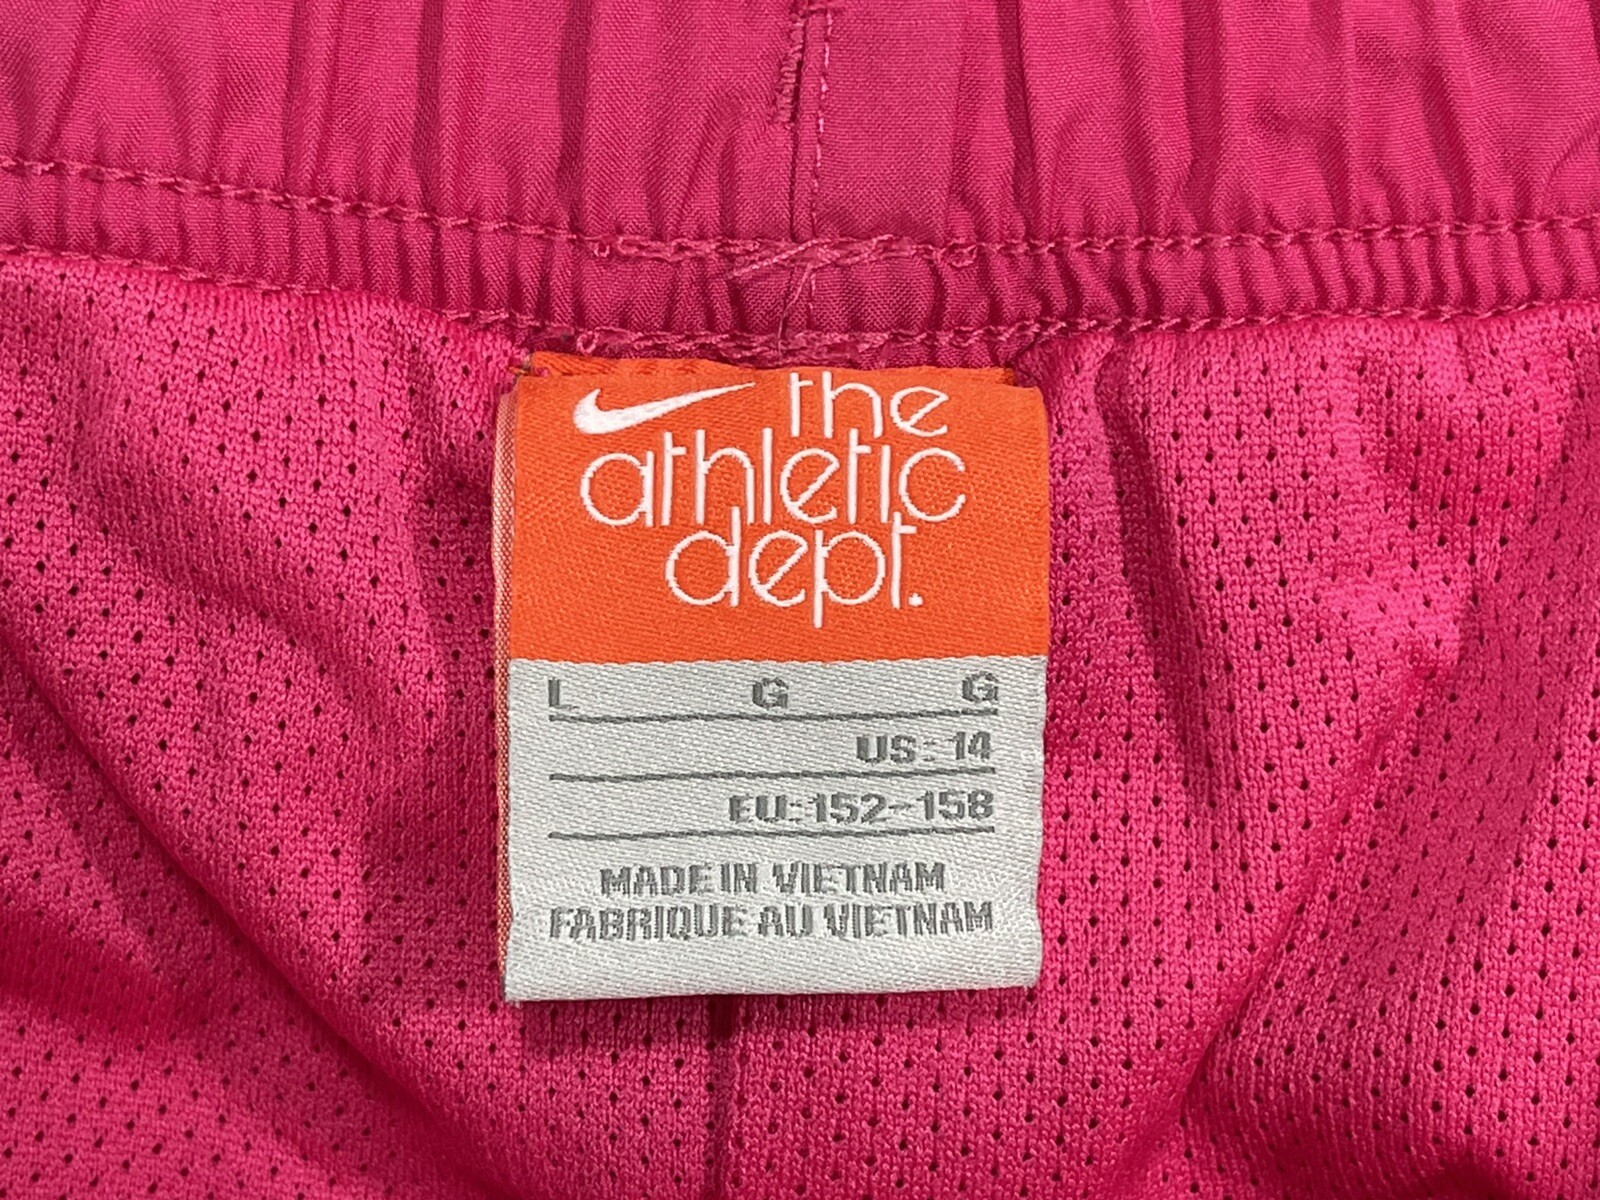 the
athletic
dept.
L G G
US: 14
EU: 152-158
MADE IN VIETNAM
FABRIQUE AU VIETNAM